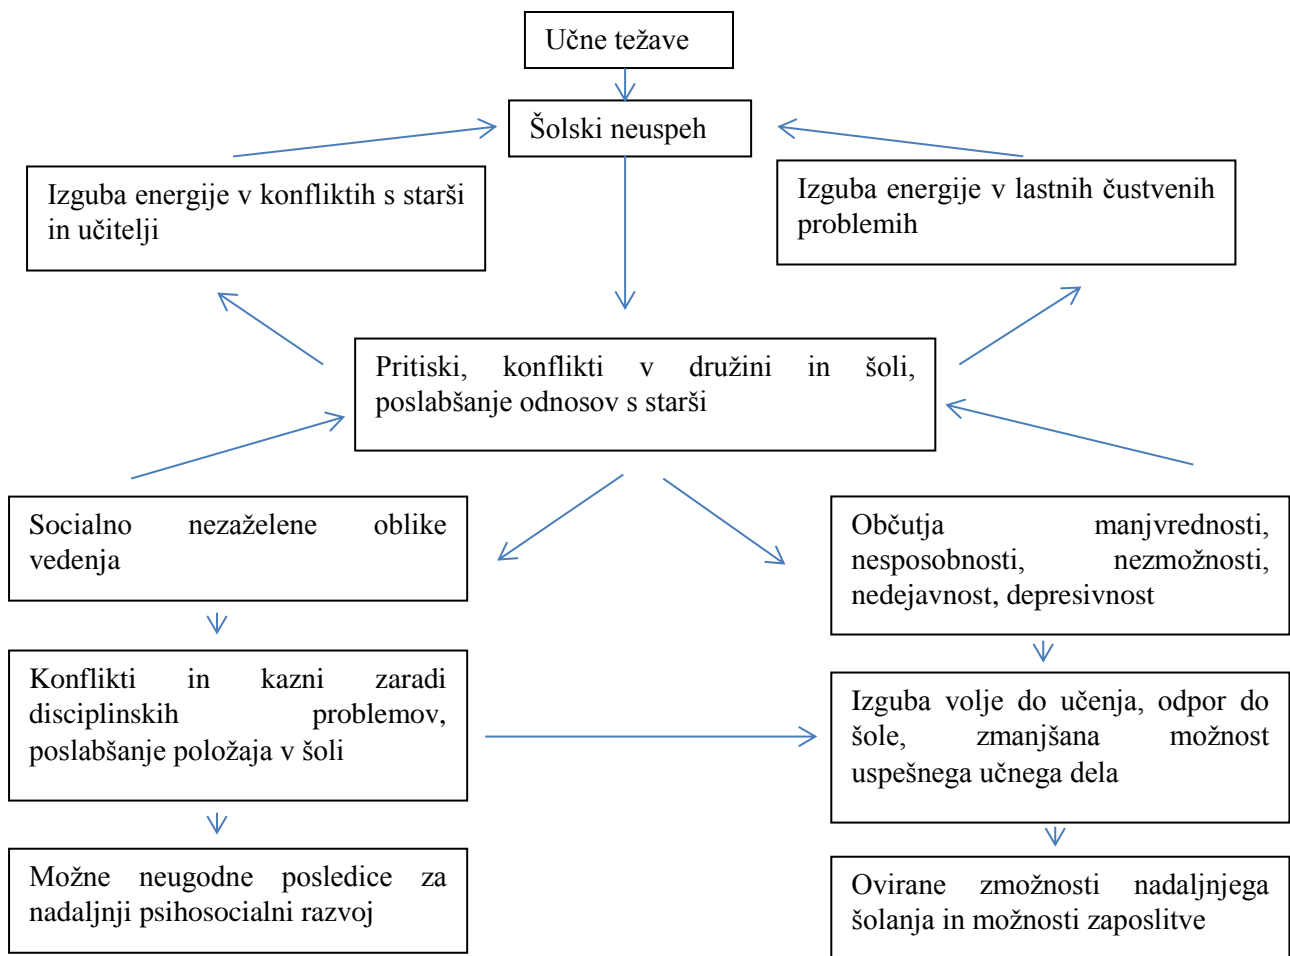 Učne težave
Šolski neuspeh
Izguba energije v konfliktih s starši
in učitelji
Izguba energije v lastnih čustvenih
problemih
Pritiski, konflikti v družini in šoli,
poslabšanje odnosov s starši
Socialno nezaželene oblike
vedenja
Občutja manjvrednosti,
nesposobnosti, nezmožnosti,
nedejavnost, depresivnost
Konflikti in kazni zaradi
disciplinskih problemov,
poslabšanje položaja v šoli
Izguba volje do učenja, odpor do
šole, zmanjšana možnost
uspešnega učnega dela
Možne neugodne posledice za
nadaljnji psihosocialni razvoj
Ovirane zmožnosti nadaljnjega
šolanja in možnosti zaposlitve